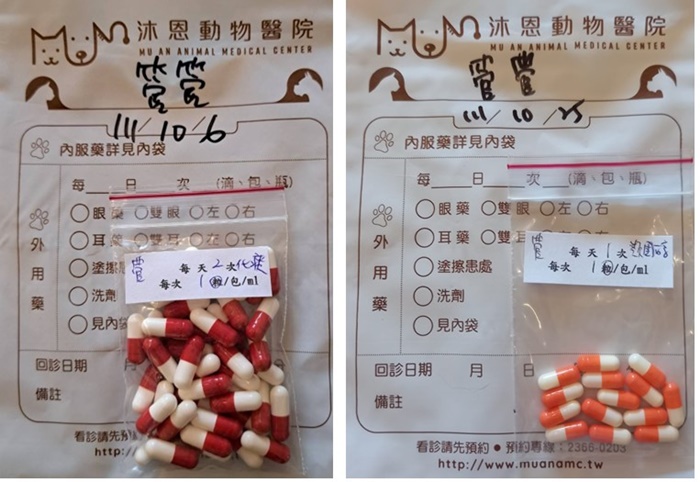 沐恩動物醫院
MU AN ANIMAL MEDICAL CENTER
111/10/6
內服藥詳見內袋
每 日 次 (滴、包、瓶)
外用藥
眼藥 雙眼 左 右
耳藥 雙耳 左 右
塗擦患處
洗劑
見內袋
每天 2 次 化痰
每次 1 粒/包/ml
回診日期
備註
看診請先預
http://
沐恩動物醫院
MU AN ANIMAL MEDICAL CENTER
111/10/25
內服藥詳見內袋
每 日 次 (滴、包、瓶)
外用藥
眼藥 雙眼 左 右
耳藥 雙耳 左 右
塗擦患處
洗劑
見內袋
每天 1 次 類固醇
每次 1 粒/包/ml
回診日期 月 日
備註
看診請先預約 • 預約專線：2366-0203
http://www.muanamc.tw